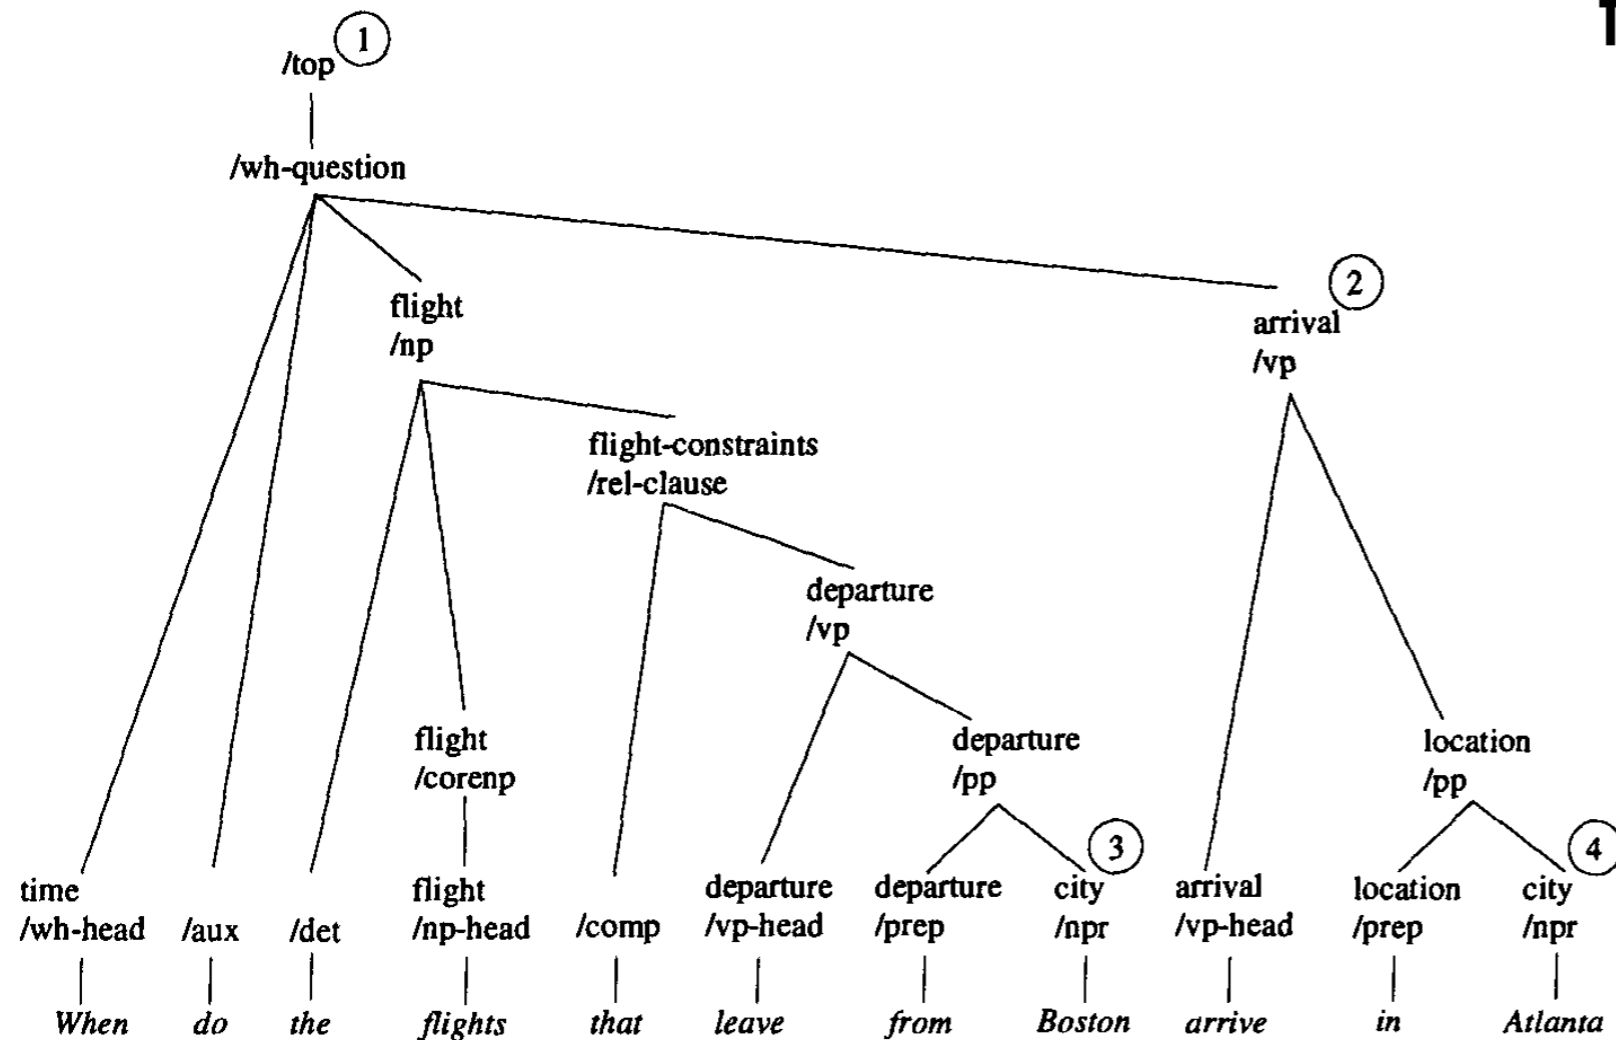 T
1
/top
/wh-question
flight
/np
2
arrival
/vp
flight-constraints
/rel-clause
departure
/vp
flight
/corenp
departure
/pp
location
/pp
3
4
time
/wh-head
/aux
/det
flight
/np-head
/comp
departure
/vp-head
departure
/prep
city
/npr
arrival
/vp-head
location
/prep
city
/npr
When do the flights that leave from Boston arrive in Atlanta